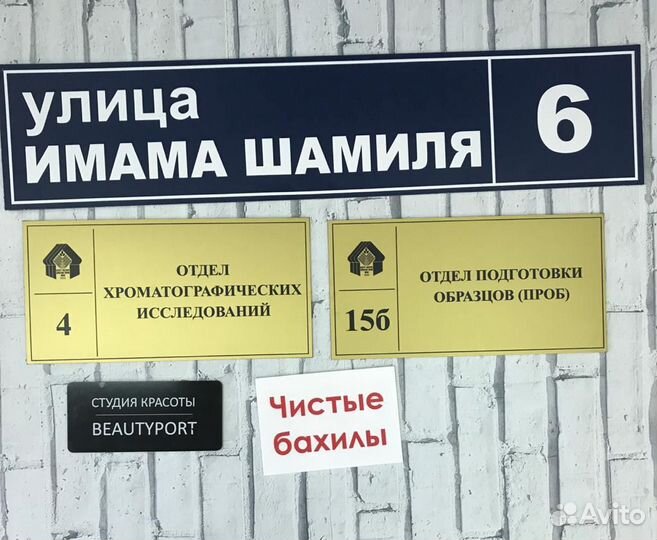 улица
ИМАМА ШАМИЛЯ
6
ОТДЕЛ
ХРОМАТОГРАФИЧЕСКИХ
ИССЛЕДОВАНИЙ
4
ОТДЕЛ ПОДГОТОВКИ
ОБРАЗЦОВ (ПРОБ)
15б
СТУДИЯ КРАСОТЫ
BEAUTYPORT
Чистые
бахилы
Avito